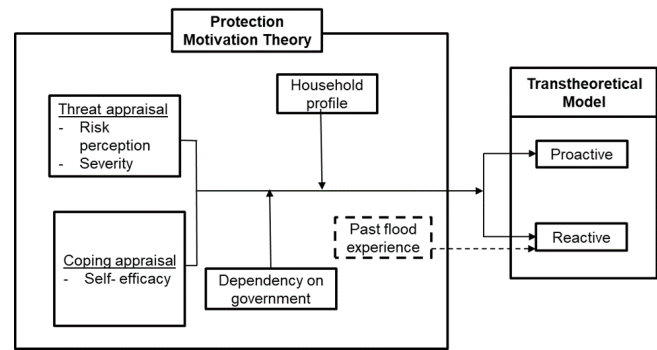 Protection
Motivation Theory
Threat appraisal
- Risk
perception
- Severity
Coping appraisal
- Self- efficacy
Household
profile
Dependency on
government
Past flood
experience
Transtheoretical
Model
Proactive
Reactive